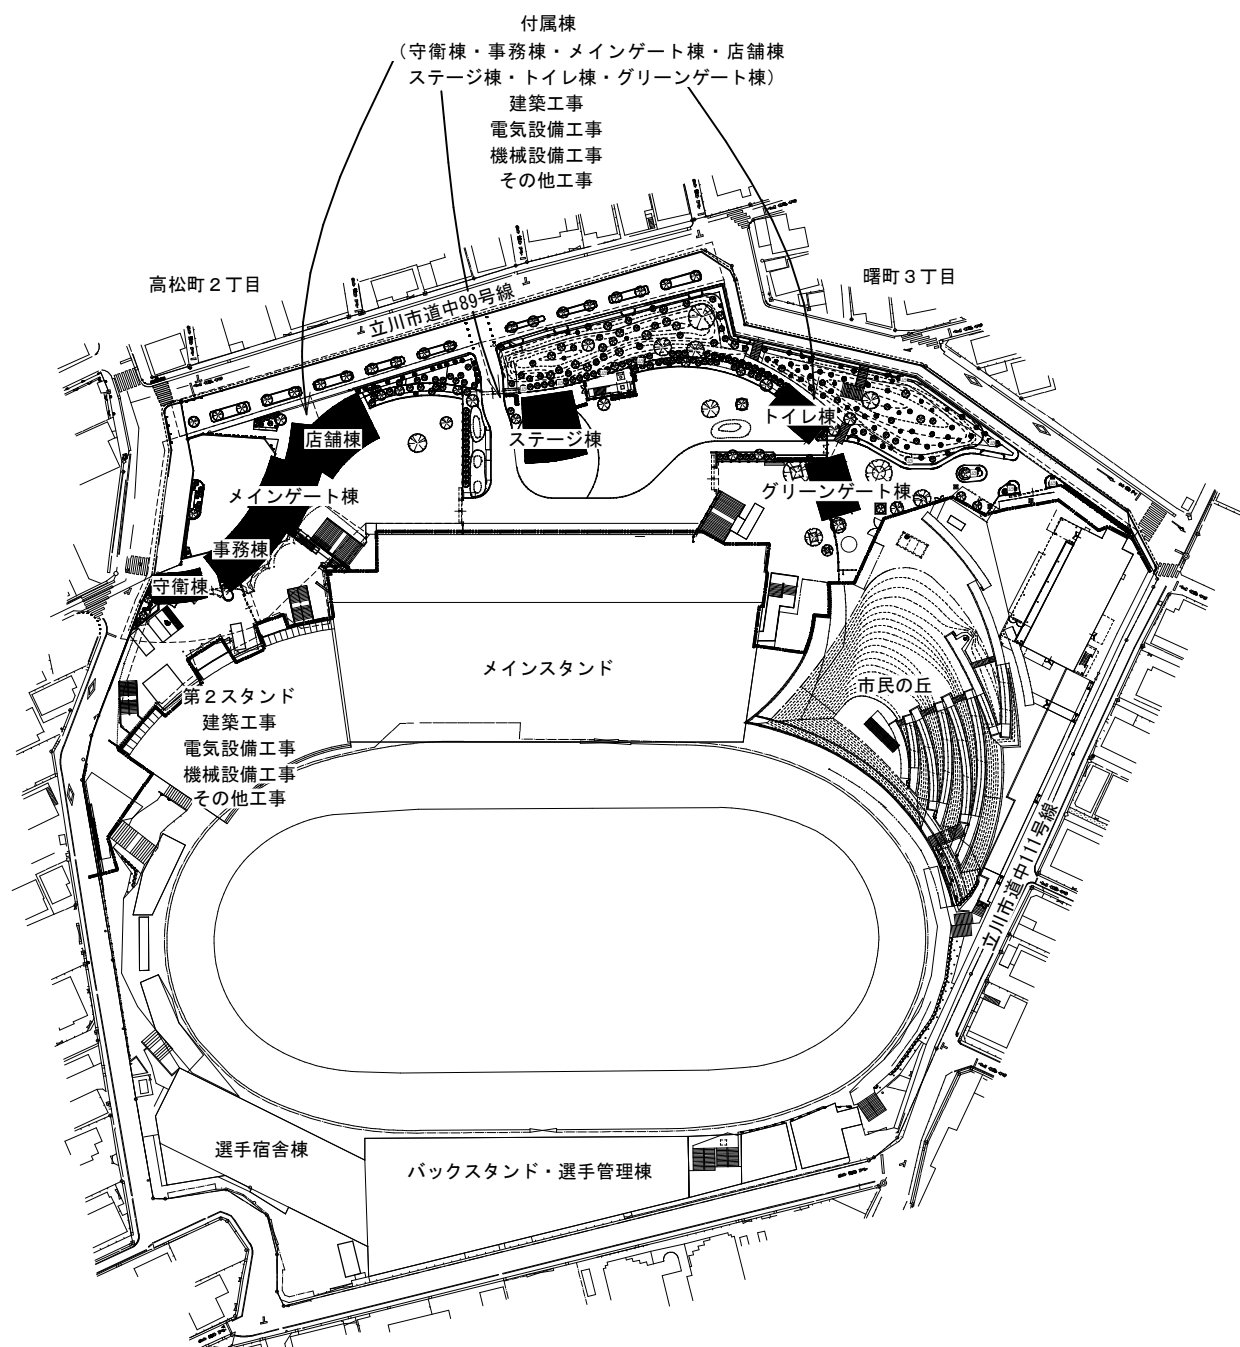 付属棟
（守衛棟・事務棟・メインゲート棟・店舗棟
ステージ棟・トイレ棟・グリーンゲート棟）
建築工事
電気設備工事
機械設備工事
その他工事
高松町２丁目
曙町３丁目
立川市道中89号線
トイレ棟
店舗棟
ステージ棟
メインゲート棟
グリーンゲート棟
事務棟
守衛棟
メインスタンド
市民の丘
第２スタンド
建築工事
電気設備工事
機械設備工事
その他工事
立川市道中111号線
選手宿舎棟
バックスタンド・選手管理棟